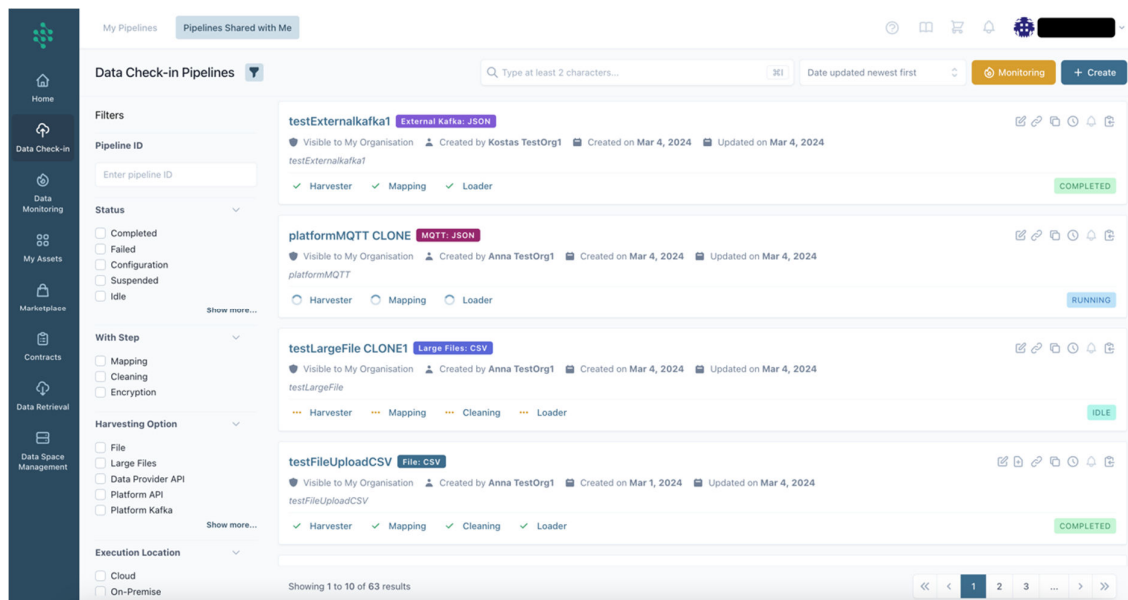 My Pipelines Pipelines Shared with Me
Data Check-in Pipelines
Type at least 2 characters... ⌘I
Date updated newest first
Monitoring
+ Create
Home
Data Check-in
Data
Monitoring
My Assets
Marketplace
Contracts
Data Retrieval
Data Space
Management
Filters
Pipeline ID
Enter pipeline ID
Status
Completed
Failed
Configuration
Suspended
Idle
Show more...
With Step
Mapping
Cleaning
Encryption
Harvesting Option
File
Large Files
Data Provider API
Platform API
Platform Kafka
Show more...
Execution Location
Cloud
On-Premise
testExternalkafka1 External Kafka: JSON
Visible to My Organisation Created by Kostas TestOrg1 Created on Mar 4, 2024 Updated on Mar 4, 2024
testExternalkafka1
Harvester Mapping Loader COMPLETED
platformMQTT CLONE MQTT: JSON
Visible to My Organisation Created by Anna TestOrg1 Created on Mar 4, 2024 Updated on Mar 4, 2024
platformMQTT
Harvester Mapping Loader RUNNING
testLargeFile CLONE1 Large Files: CSV
Visible to My Organisation Created by Anna TestOrg1 Created on Mar 4, 2024 Updated on Mar 4, 2024
testLargeFile
Harvester Mapping Cleaning Loader IDLE
testFileUploadCSV File: CSV
Visible to My Organisation Created by Anna TestOrg1 Created on Mar 1, 2024 Updated on Mar 4, 2024
testFileUploadCSV
Harvester Mapping Cleaning Loader COMPLETED
Showing 1 to 10 of 63 results
« ‹ 1 2 3 ... › »